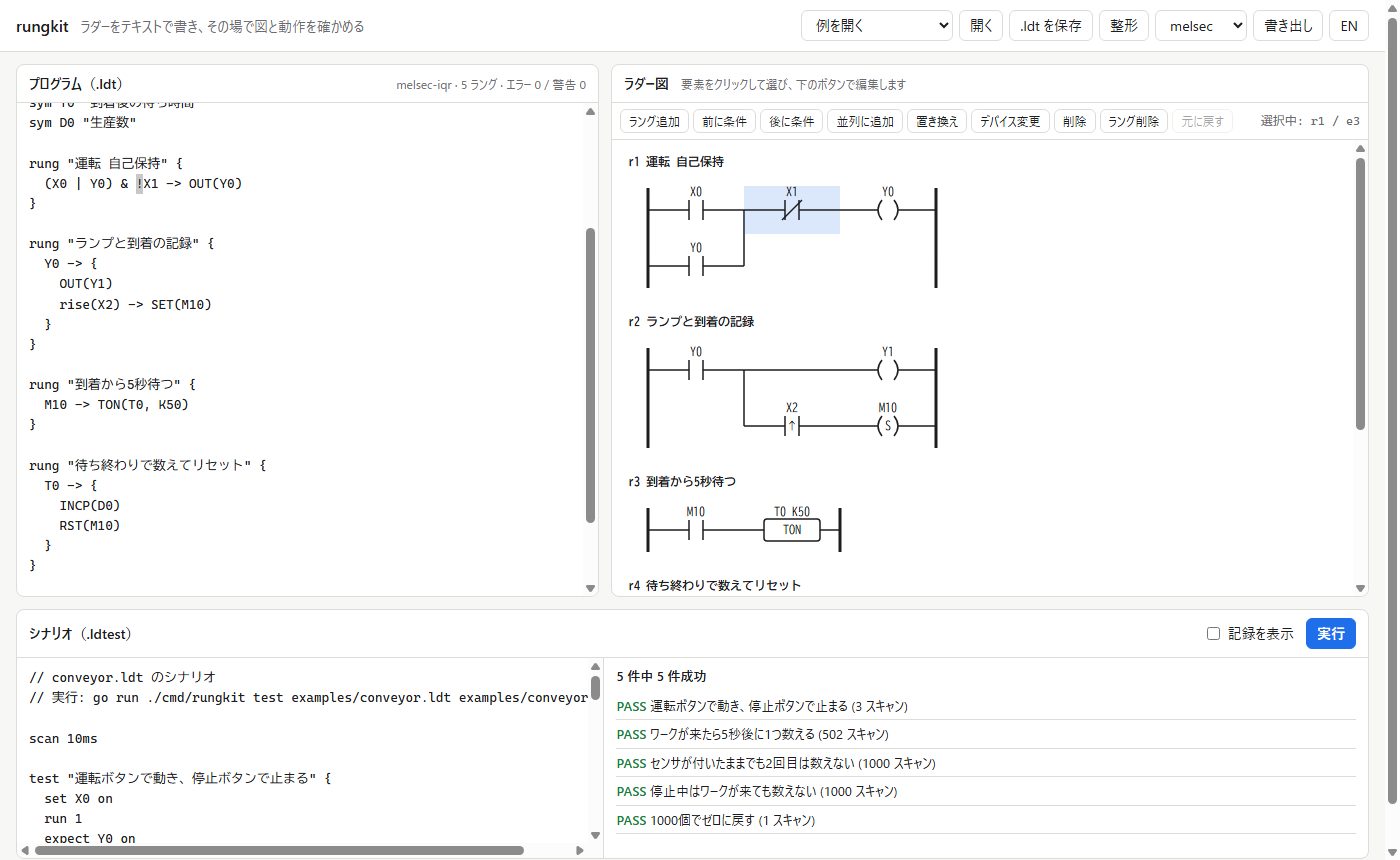 rungkit ラダーをテキストで書き、その場で図と動作を確かめる
例を開く 開く .ldt を保存 整形 melsec 書き出し EN
プログラム（.ldt） melsec-iqr · 5 ラング · エラー 0 / 警告 0
sym T0 "到着後の待ち時間"
sym D0 "生産数"
rung "運転 自己保持" {
(X0 | Y0) & !X1 -> OUT(Y0)
}
rung "ランプと到着の記録" {
Y0 -> {
OUT(Y1)
rise(X2) -> SET(M10)
}
}
rung "到着から5秒待つ" {
M10 -> TON(T0, K50)
}
rung "待ち終わりで数えてリセット" {
T0 -> {
INCP(D0)
RST(M10)
}
}
ラダー図 要素をクリックして選び、下のボタンで編集します
ラング追加 前に条件 後に条件 並列に追加 置き換え デバイス変更 削除 ラング削除 元に戻す 選択中: r1 / e3
r1 運転 自己保持
X0 X1 Y0
Y0
r2 ランプと到着の記録
Y0 Y1
X2 M10
↑ S
r3 到着から5秒待つ
M10 T0 K50
TON
r4 待ち終わりで数えてリセット
シナリオ（.ldtest） 記録を表示 実行
// conveyor.ldt のシナリオ
// 実行: go run ./cmd/rungkit test examples/conveyor.ldt examples/conveyor
scan 10ms
test "運転ボタンで動き、停止ボタンで止まる" {
set X0 on
run 1
expect Y0 on
5 件中 5 件成功
PASS 運転ボタンで動き、停止ボタンで止まる (3 スキャン)
PASS ワークが来たら5秒後に1つ数える (502 スキャン)
PASS センサが付いたままでも2回目は数えない (1000 スキャン)
PASS 停止中はワークが来ても数えない (1000 スキャン)
PASS 1000個でゼロに戻す (1 スキャン)